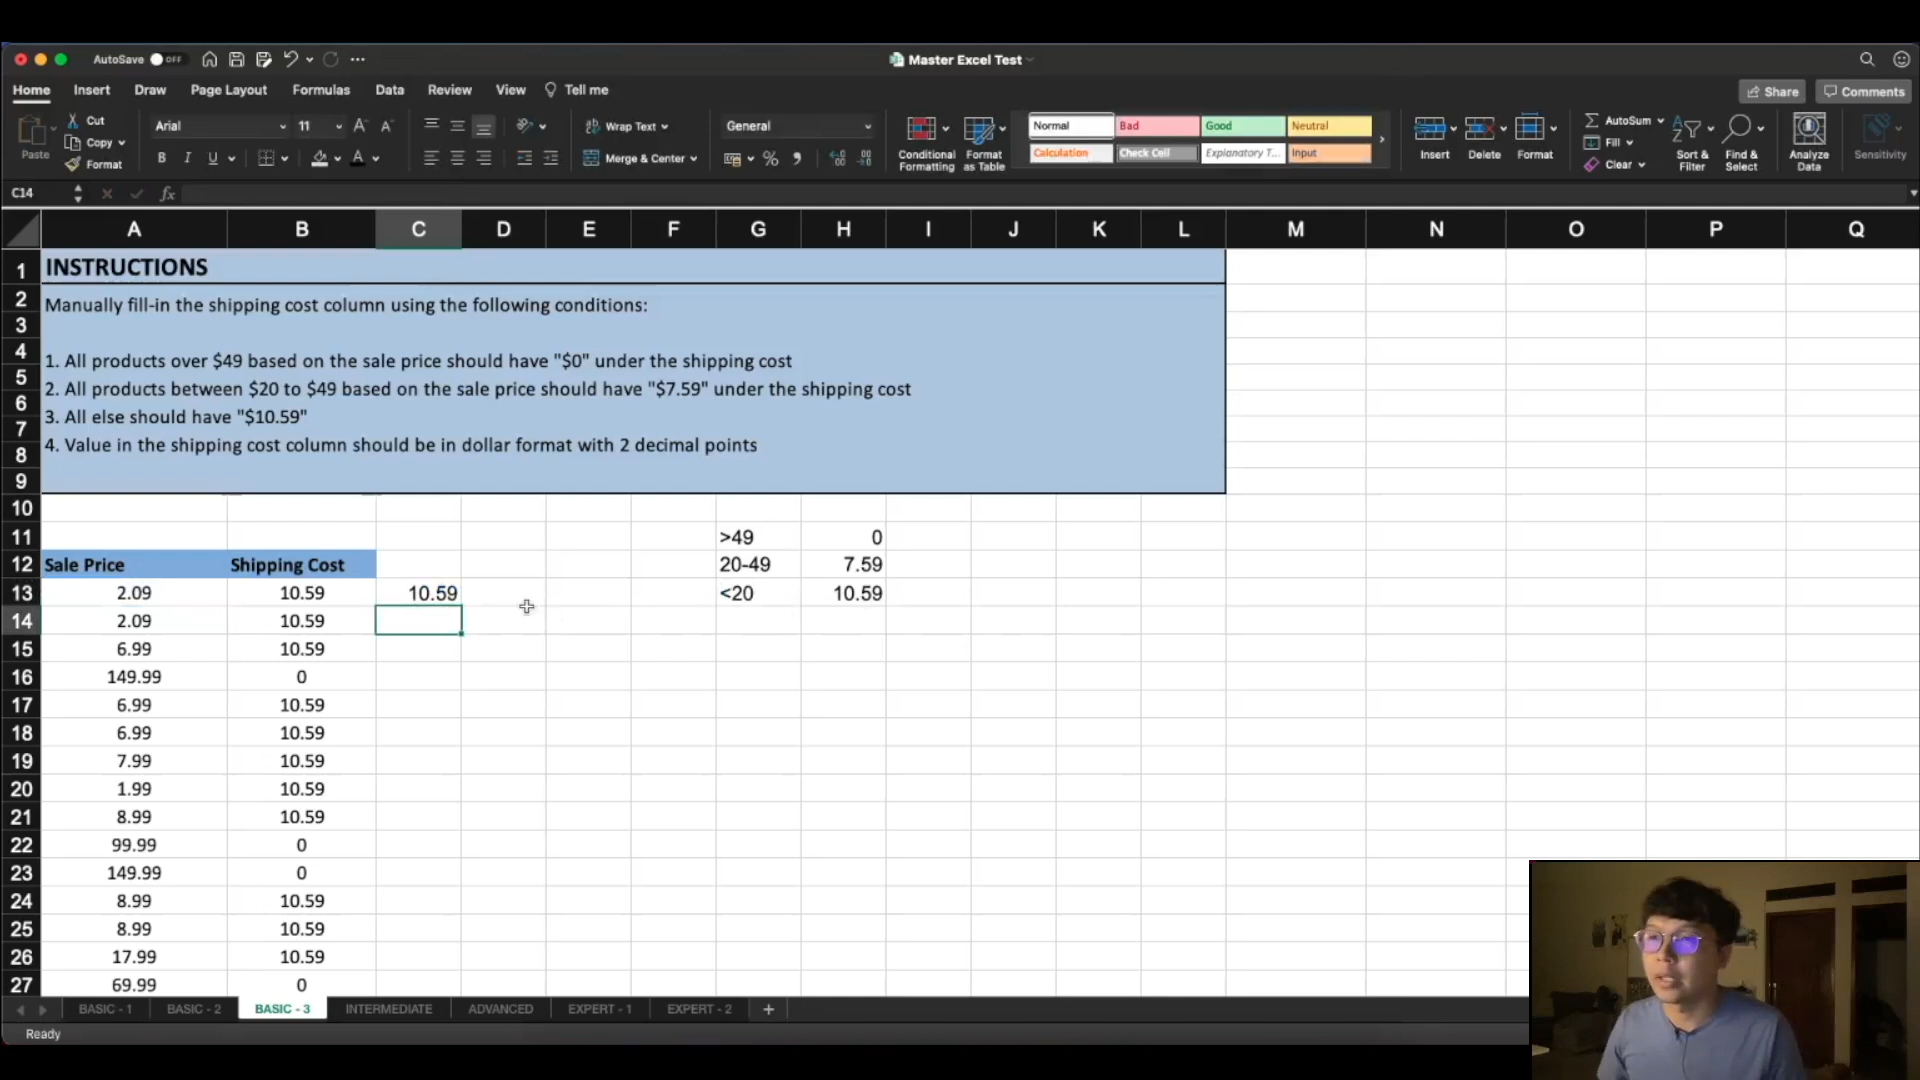 AutoSave OFF
Master Excel Test
Home Insert Draw Page Layout Formulas Data Review View Tell me
Share Comments
Paste
Cut
Copy
Format
Arial 11
B I U
A
Wrap Text
Merge & Center
General
%
Conditional Formatting
Format as Table
Normal Bad Good Neutral
Calculation Check Cell Explanatory T... Input
Insert Delete Format
AutoSum
Fill
Clear
Sort & Filter
Find & Select
Analyze Data
Sensitivity
C14 fx
A B C D E F G H I J K L M N O P Q
1 INSTRUCTIONS
2 Manually fill-in the shipping cost column using the following conditions:
3
4 1. All products over $49 based on the sale price should have "$0" under the shipping cost
5 2. All products between $20 to $49 based on the sale price should have "$7.59" under the shipping cost
6 3. All else should have "$10.59"
7
8 4. Value in the shipping cost column should be in dollar format with 2 decimal points
9
10
11 >49 0
12 Sale Price Shipping Cost 20-49 7.59
13 2.09 10.59 10.59 <20 10.59
14 2.09 10.59
15 6.99 10.59
16 149.99 0
17 6.99 10.59
18 6.99 10.59
19 7.99 10.59
20 1.99 10.59
21 8.99 10.59
22 99.99 0
23 149.99 0
24 8.99 10.59
25 8.99 10.59
26 17.99 10.59
27 69.99 0
BASIC - 1 BASIC - 2 BASIC - 3 INTERMEDIATE ADVANCED EXPERT - 1 EXPERT - 2 +
Ready